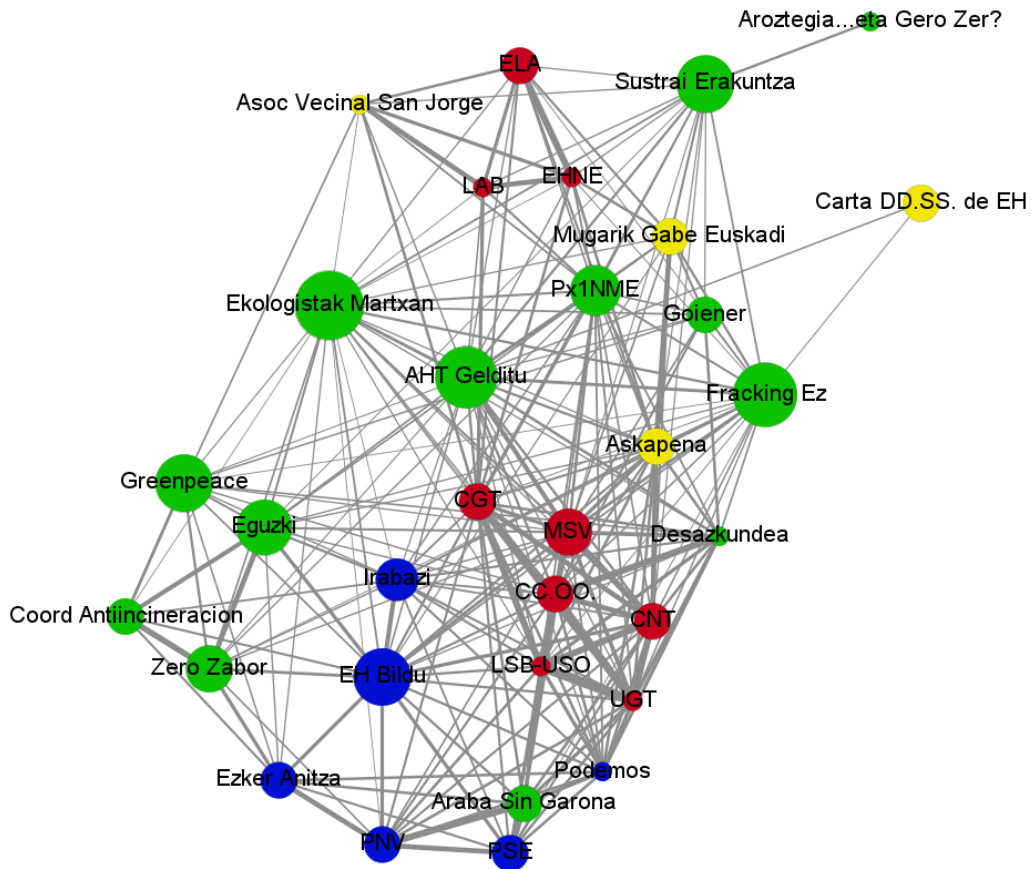 Aroztegia...eta Gero Zer?
ELA
Sustrai Erakuntza
Asoc Vecinal San Jorge
LAB
EHNE
Carta DD.SS. de EH
Mugarik Gabe Euskadi
Ekologistak Martxan
Px1NME
Goiener
AHT Gelditu
Fracking Ez
Askapena
Greenpeace
CGT
Eguzki
MSV
Desazkundea
Irabazi
CC.OO.
Coord Antiincineracion
CNT
Zero Zabor
EH Bildu
LSB-USO
UGT
Ezker Anitza
Podemos
Araba Sin Garona
PNV
PSE